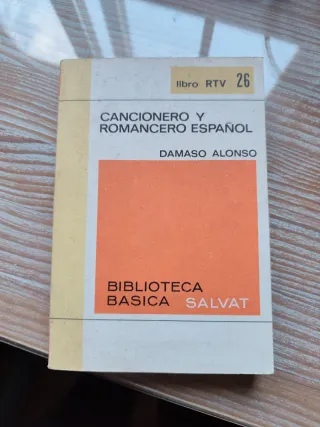 libro RTV 26
CANCIONERO Y
ROMANCERO ESPAÑOL
DAMASO ALONSO
BIBLIOTECA
BASICA SALVAT